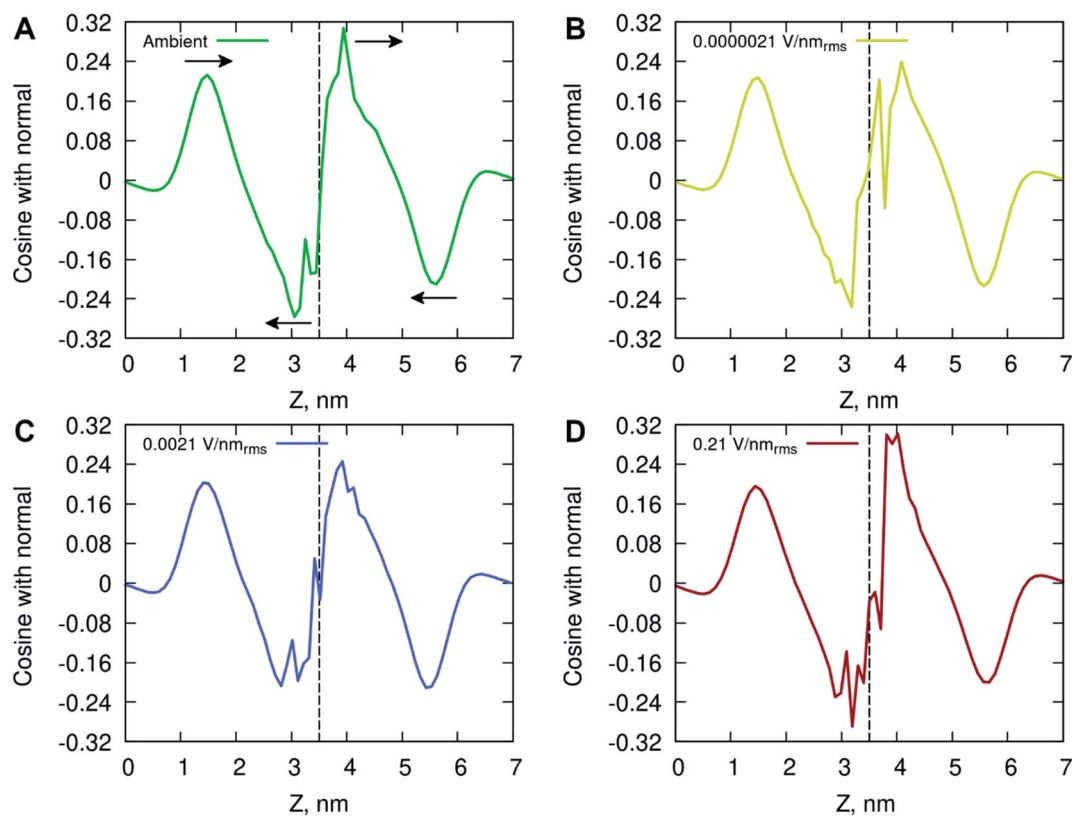 A
Ambient
0.32
0.24
0.16
0.08
0
-0.08
-0.16
-0.24
-0.32
Cosine with normal
0 1 2 3 4 5 6 7
Z, nm
B
0.0000021 V/nmrms
0.32
0.24
0.16
0.08
0
-0.08
-0.16
-0.24
-0.32
Cosine with normal
0 1 2 3 4 5 6 7
Z, nm
C
0.0021 V/nmrms
0.32
0.24
0.16
0.08
0
-0.08
-0.16
-0.24
-0.32
Cosine with normal
0 1 2 3 4 5 6 7
Z, nm
D
0.21 V/nmrms
0.32
0.24
0.16
0.08
0
-0.08
-0.16
-0.24
-0.32
Cosine with normal
0 1 2 3 4 5 6 7
Z, nm